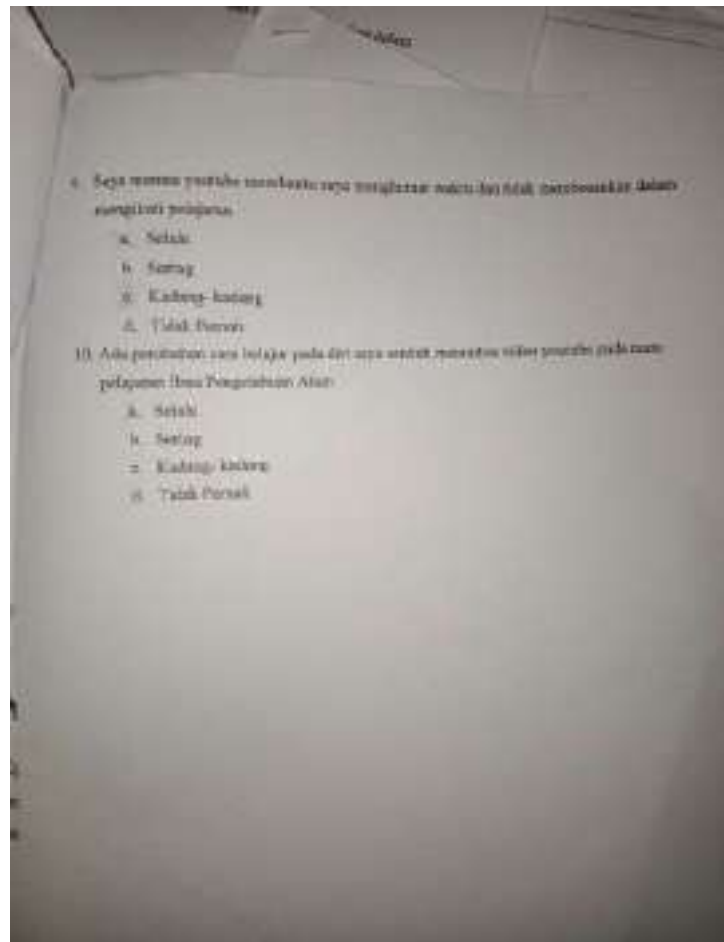 Saya merasa youtube membantu saya menghemat waktu dan tidak membosankan dalam
mengikuti pelajaran
a. Selalu
b. Sering
c. Kadang- kadang
d. Tidak Pernah
10. Ada perubahan cara belajar pada diri saya setelah menonton video youtube pada mata
pelajaran Ilmu Pengetahuan Alam
a. Selalu
b. Sering
c. Kadang- kadang
d. Tidak Pernah